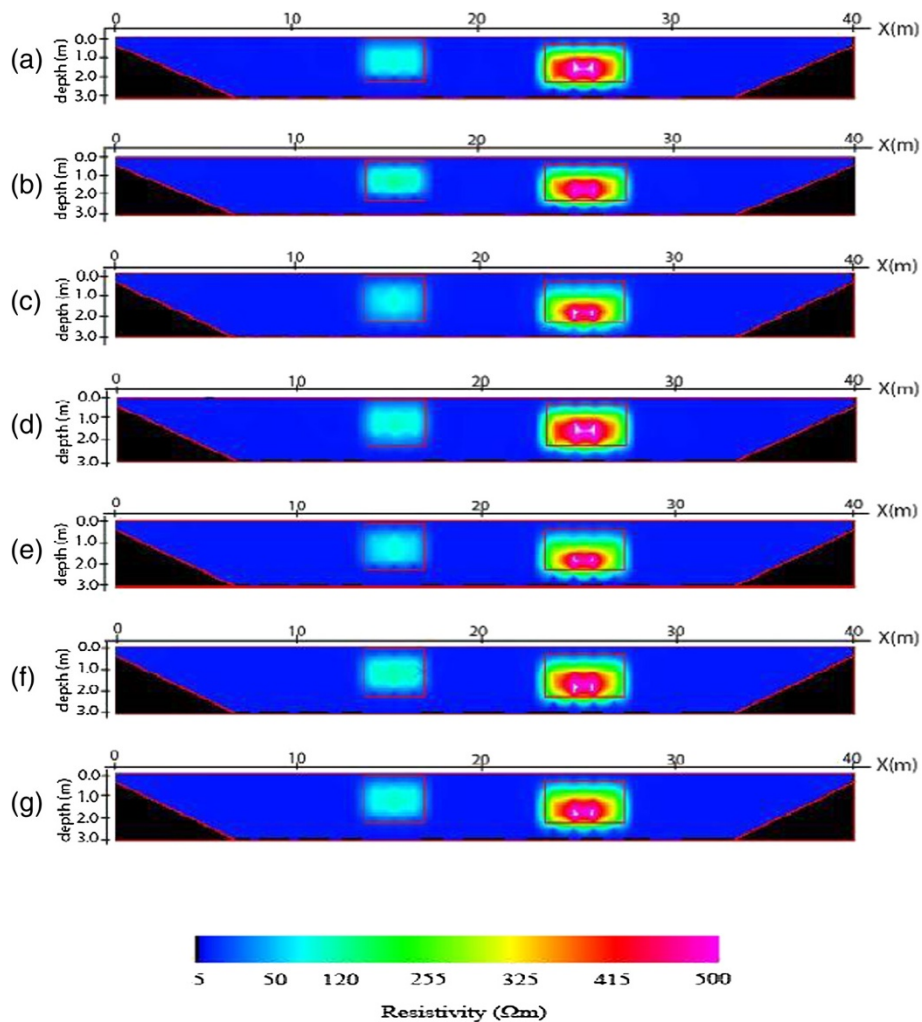 0 10 20 30 40 X(m)
(a) depth (m) 0.0 1.0 2.0 3.0
0 10 20 30 40 X(m)
(b) depth (m) 0.0 1.0 2.0 3.0
0 10 20 30 40 X(m)
(c) depth (m) 0.0 1.0 2.0 3.0
0 10 20 30 40 X(m)
(d) depth (m) 0.0 1.0 2.0 3.0
0 10 20 30 40 X(m)
(e) depth (m) 0.0 1.0 2.0 3.0
0 10 20 30 40 X(m)
(f) depth (m) 0.0 1.0 2.0 3.0
0 10 20 30 40 X(m)
(g) depth (m) 0.0 1.0 2.0 3.0
5 50 120 255 325 415 500
Resistivity (Ωm)